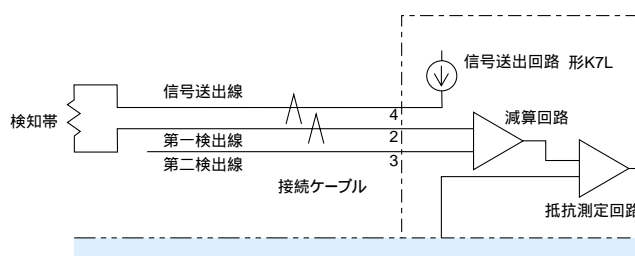 信号送出回路 形K7L
信号送出線
4
検知帯
減算回路
2
第一検出線
3
第二検出線
接続ケーブル
抵抗測定回路